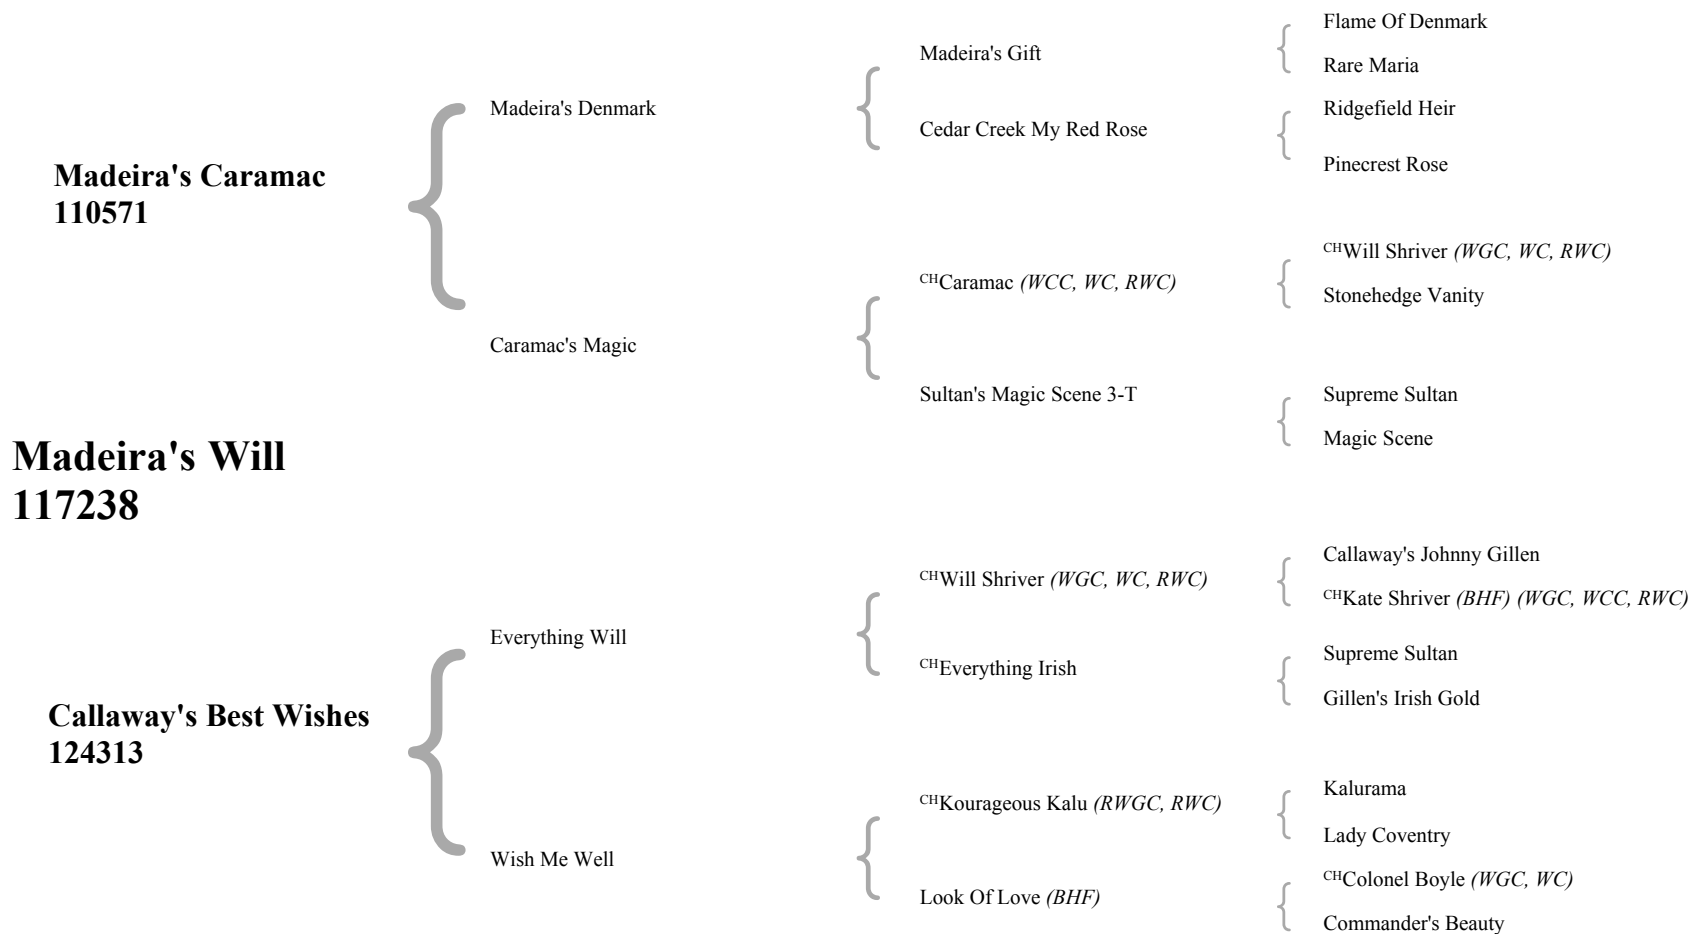 Flame Of Denmark
Madeira's Gift
Rare Maria
Madeira's Denmark
Ridgefield Heir
Cedar Creek My Red Rose
Pinecrest Rose
Madeira's Caramac
110571
CHWill Shriver (WGC, WC, RWC)
CHCaramac (WCC, WC, RWC)
Stonehedge Vanity
Caramac's Magic
Sultan's Magic Scene 3-T
Supreme Sultan
Magic Scene
Madeira's Will
117238
Callaway's Johnny Gillen
CHWill Shriver (WGC, WC, RWC)
CHKate Shriver (BHF) (WGC, WCC, RWC)
Everything Will
Supreme Sultan
CHEverything Irish
Gillen's Irish Gold
Callaway's Best Wishes
124313
Kalurama
CHKourageous Kalu (RWGC, RWC)
Lady Coventry
Wish Me Well
CHColonel Boyle (WGC, WC)
Look Of Love (BHF)
Commander's Beauty